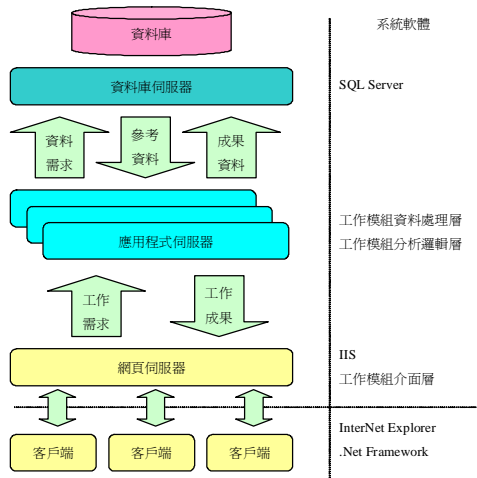 資料庫
系統軟體
資料庫伺服器
SQL Server
資料
需求
參考
資料
成果
資料
應用程式伺服器
工作模組資料處理層
工作模組分析邏輯層
工作
需求
工作
成果
網頁伺服器
IIS
工作模組介面層
客戶端
客戶端
客戶端
InterNet Explorer
.Net Framework